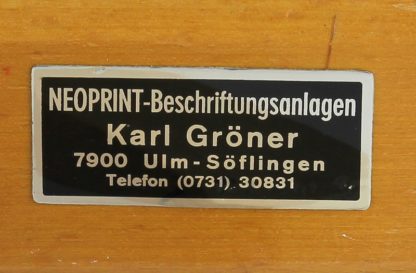 NEOPRINT-Beschriftungsanlagen
Karl Gröner
7900 Ulm-Söflingen
Telefon (0731) 30831